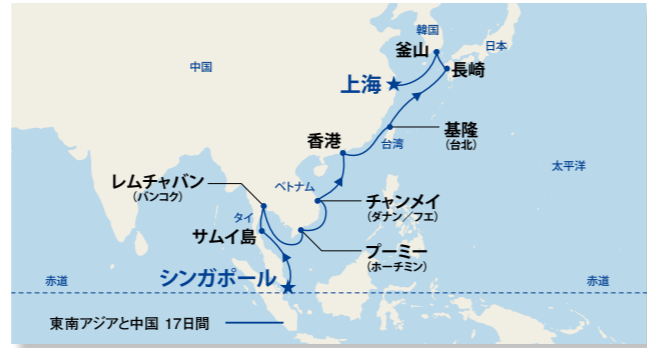 韓国
釜山
日本
中国
長崎
上海
香港
基隆
(台北)
台湾
太平洋
レムチャバン
(バンコク)
ベトナム
チャンメイ
(ダナン／フエ)
タイ
サムイ島
プーミー
(ホーチミン)
シンガポール
赤道
赤道
東南アジアと中国 17日間